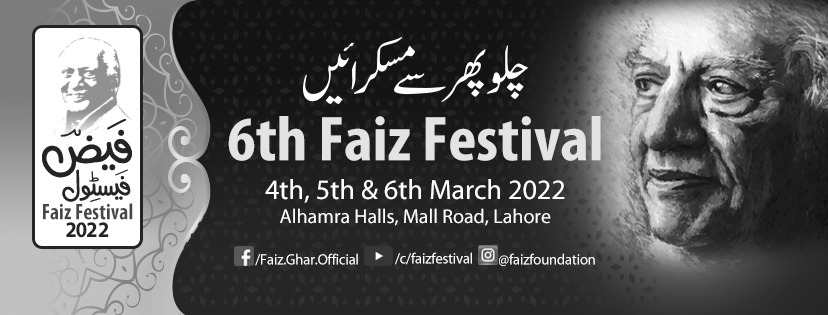 فیض
فیسٹول
Faiz Festival
2022
چلو پھر سے مسکرائیں
6th Faiz Festival
4th, 5th & 6th March 2022
Alhamra Halls, Mall Road, Lahore
/Faiz.Ghar.Official /c/faizfestival @faizfoundation